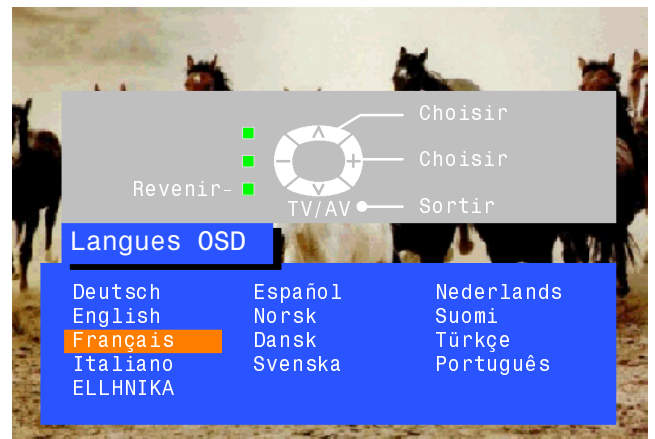 Choisir
Choisir
Revenir-
TV/AV Sortir
Langues OSD
Deutsch Español Nederlands
English Norsk Suomi
Français Dansk Türkçe
Italiano Svenska Português
ELLHNIKA